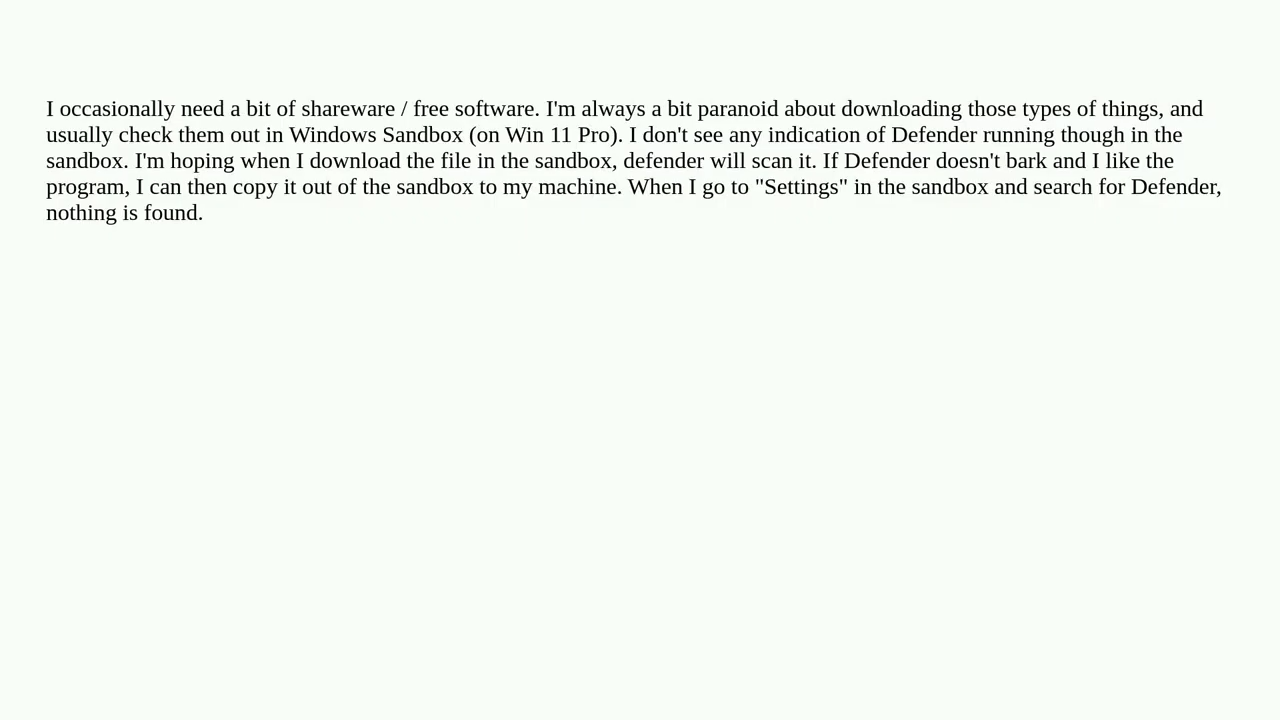 I occasionally need a bit of shareware / free software. I'm always a bit paranoid about downloading those types of things, and
usually check them out in Windows Sandbox (on Win 11 Pro). I don't see any indication of Defender running though in the
sandbox. I'm hoping when I download the file in the sandbox, defender will scan it. If Defender doesn't bark and I like the
program, I can then copy it out of the sandbox to my machine. When I go to "Settings" in the sandbox and search for Defender,
nothing is found.